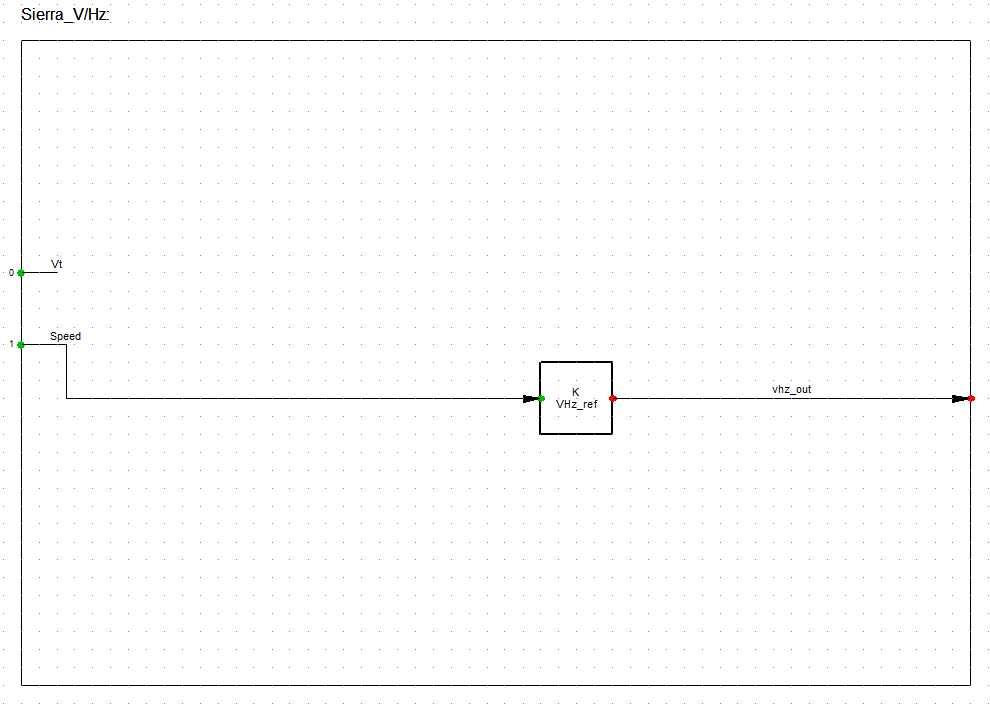 Sierra_V/Hz:
Vt
0
Speed
1
K
VHz_ref
vhz_out